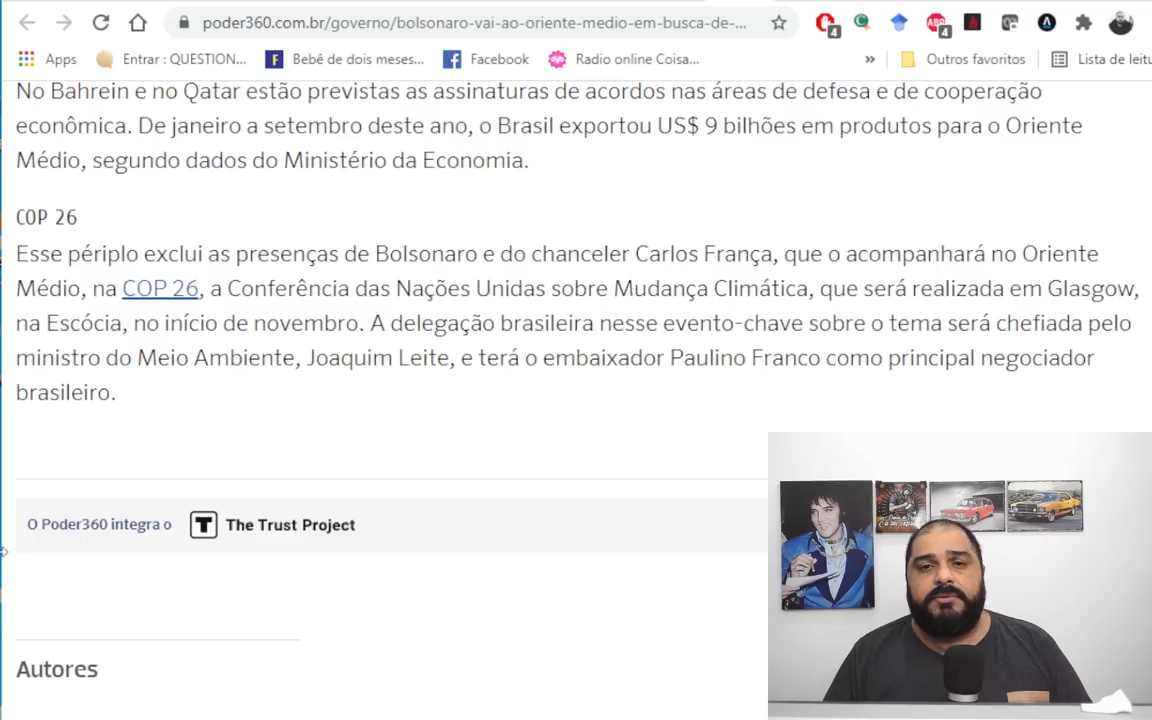 poder360.com.br/governo/bolsonaro-vai-ao-oriente-medio-em-busca-de-...
4
ABP
4
Apps
Entrar : QUESTION...
Bebê de dois meses...
Facebook
Radio online Coisa...
»
Outros favoritos
Lista de leitu
No Bahrein e no Qatar estão previstas as assinaturas de acordos nas áreas de defesa e de cooperação
econômica. De janeiro a setembro deste ano, o Brasil exportou US$ 9 bilhões em produtos para o Oriente
Médio, segundo dados do Ministério da Economia.
COP 26
Esse périplo exclui as presenças de Bolsonaro e do chanceler Carlos França, que o acompanhará no Oriente
Médio, na COP 26, a Conferência das Nações Unidas sobre Mudança Climática, que será realizada em Glasgow,
na Escócia, no início de novembro. A delegação brasileira nesse evento-chave sobre o tema será chefiada pelo
ministro do Meio Ambiente, Joaquim Leite, e terá o embaixador Paulino Franco como principal negociador
brasileiro.
O Poder360 integra o
T The Trust Project
Autores